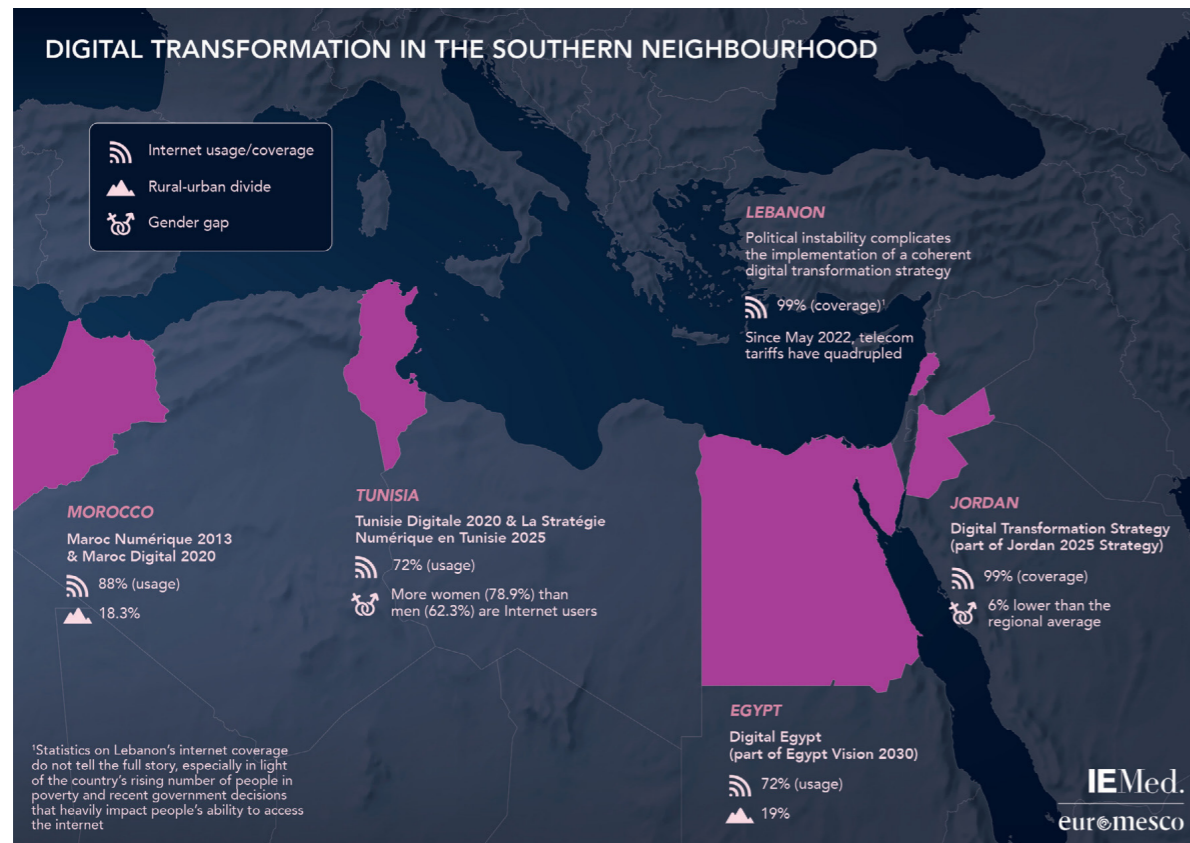 DIGITAL TRANSFORMATION IN THE SOUTHERN NEIGHBOURHOOD
Internet usage/coverage
Rural-urban divide
Gender gap
LEBANON
Political instability complicates
the implementation of a coherent
digital transformation strategy
99% (coverage)¹
Since May 2022, telecom
tariffs have quadrupled
MOROCCO
Maroc Numérique 2013
& Maroc Digital 2020
88% (usage)
18.3%
TUNISIA
Tunisie Digitale 2020 & La Stratégie
Numérique en Tunisie 2025
72% (usage)
More women (78.9%) than
men (62.3%) are Internet users
JORDAN
Digital Transformation Strategy
(part of Jordan 2025 Strategy)
99% (coverage)
6% lower than the
regional average
EGYPT
Digital Egypt
(part of Egypt Vision 2030)
72% (usage)
19%
¹Statistics on Lebanon's internet coverage
do not tell the full story, especially in light
of the country's rising number of people in
poverty and recent government decisions
that heavily impact people's ability to access
the internet
IEMed.
euromesco